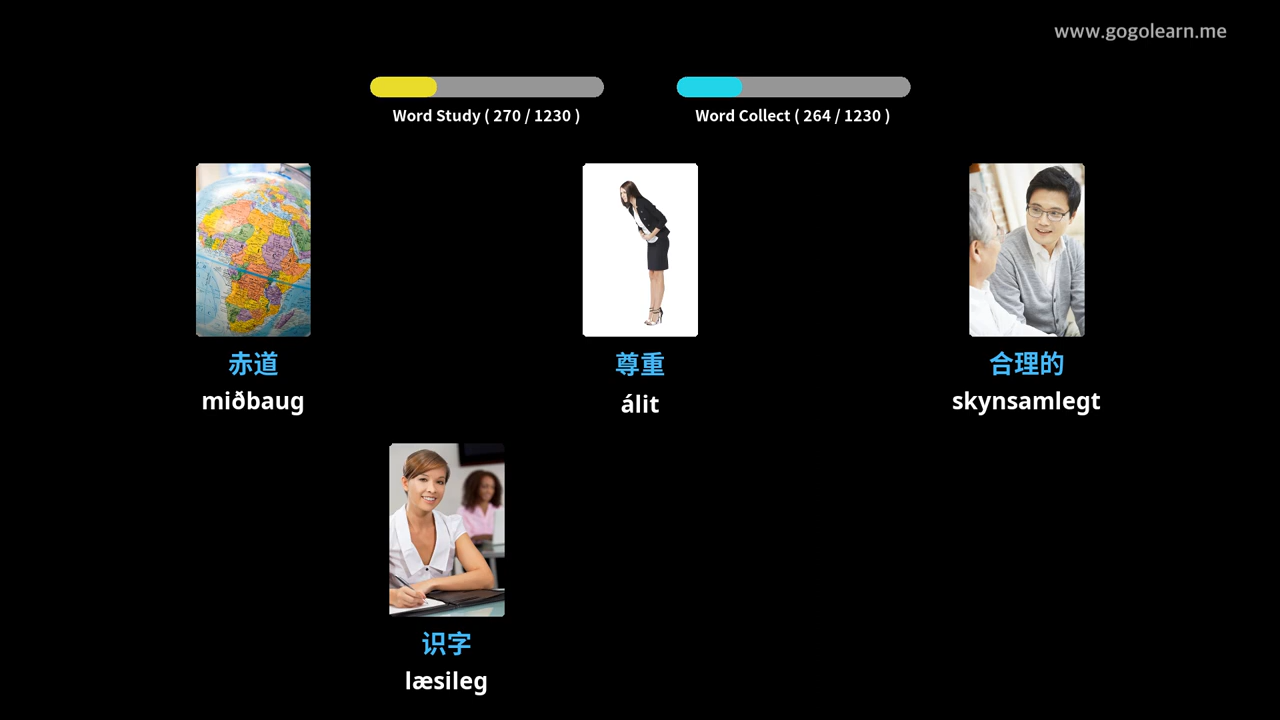 www.gogolearn.me
Word Study ( 270 / 1230 )
Word Collect ( 264 / 1230 )
赤道
miðbaug
尊重
álit
合理的
skynsamlegt
识字
læsileg